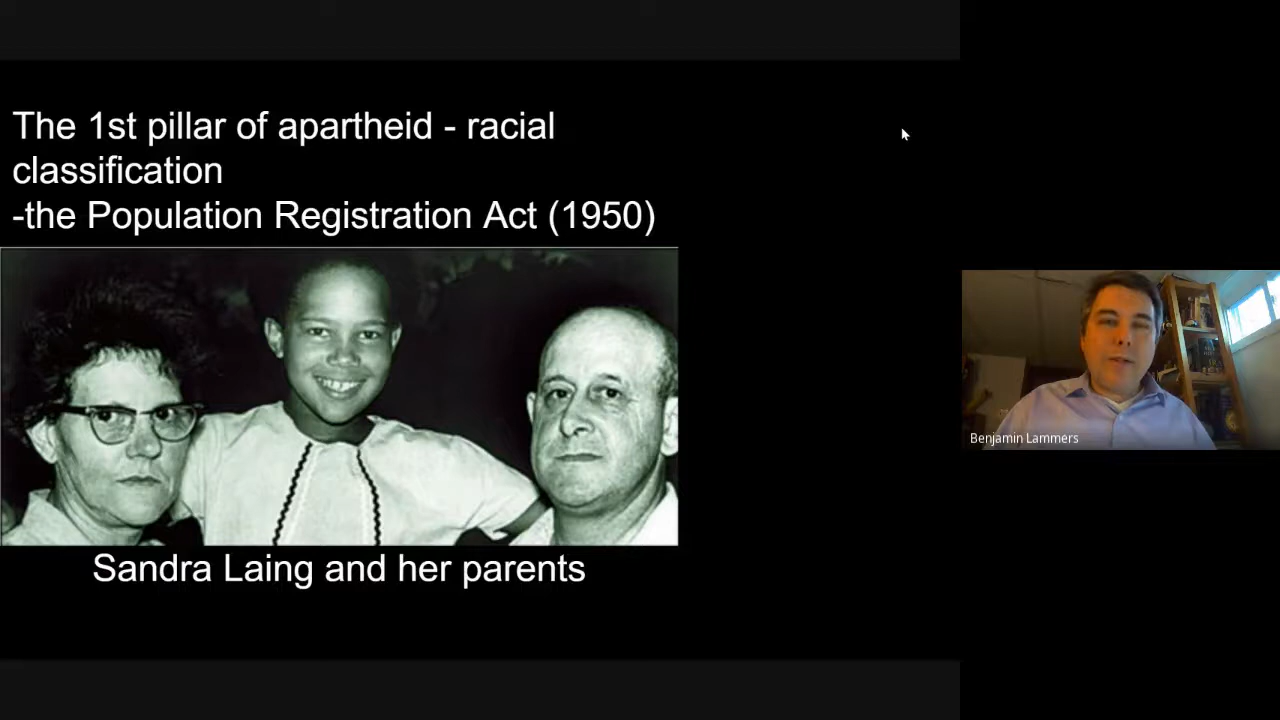 The 1st pillar of apartheid - racial
classification
-the Population Registration Act (1950)
Sandra Laing and her parents
Benjamin Lammers